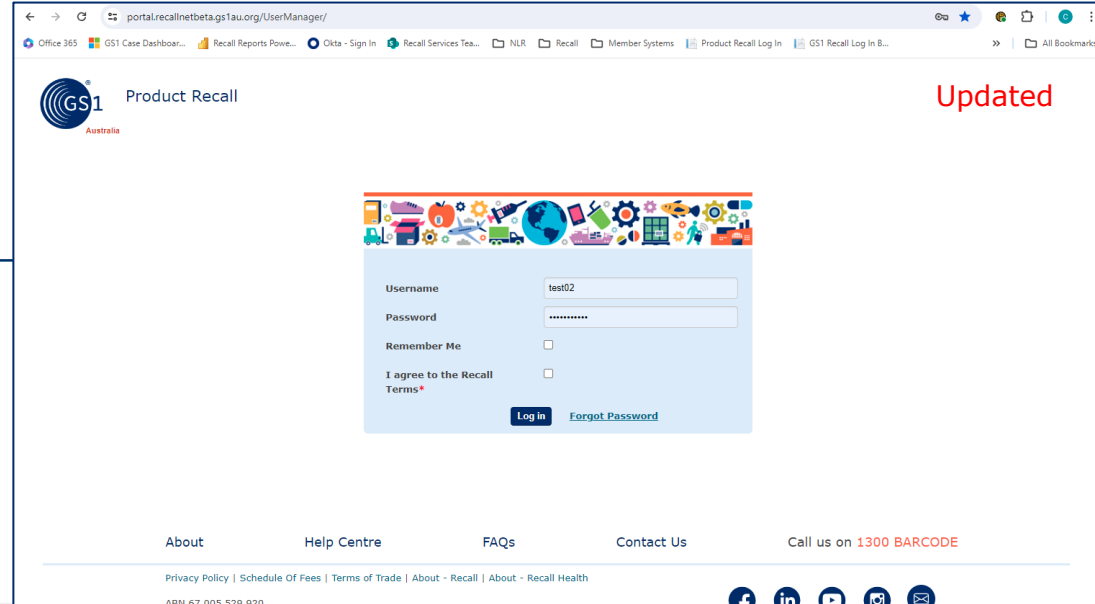 portal.recallnetbeta.gs1au.org/UserManager/
Office 365 GS1 Case Dashboar... Recall Reports Powe... Okta - Sign In Recall Services Tea... NLR Recall Member Systems Product Recall Log In GS1 Recall Log In B... » All Bookmarks
GS1 ® Product Recall Updated
Australia
Username test02
Password •••••••••••
Remember Me
I agree to the Recall
Terms*
Log in Forgot Password
About Help Centre FAQs Contact Us Call us on 1300 BARCODE
Privacy Policy | Schedule Of Fees | Terms of Trade | About - Recall | About - Recall Health
ABN 67 005 529 920